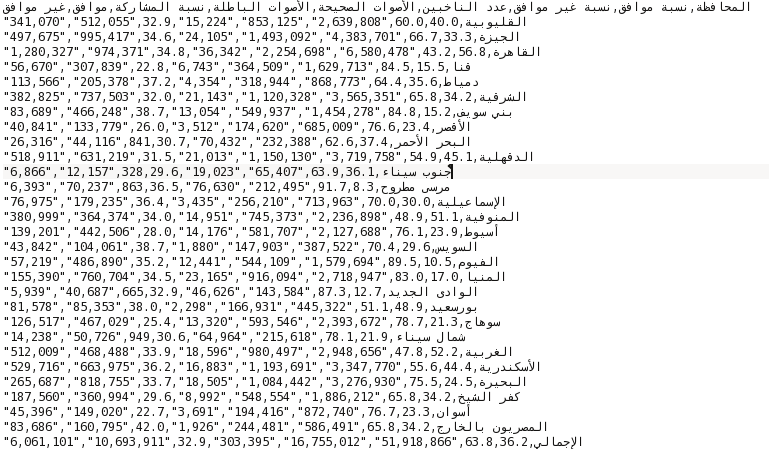 المحافظة,نسبة موافق,نسبة غير موافق,عدد الناخبين,الأصوات الصحيحة,الأصوات الباطلة,نسبة المشاركة,موافق,غير موافق
القليوبية,60.0,40.0,"2,639,808","853,125","15,224",32.9,"512,055","341,070"
الجيزة,66.7,33.3,"4,383,701","1,493,092","24,105",34.6,"995,417","497,675"
القاهرة,43.2,56.8,"6,580,478","2,254,698","36,342",34.8,"974,371","1,280,327"
قنا,84.5,15.5,"1,629,713","364,509","6,743",22.8,"307,839","56,670"
دمياط,64.4,35.6,"868,773","318,944","4,354",37.2,"205,378","113,566"
الشرقية,65.8,34.2,"3,565,351","1,120,328","21,143",32.0,"737,503","382,825"
بني سويف,84.8,15.2,"1,454,278","549,937","13,054",38.7,"466,248","83,689"
الأقصر,76.6,23.4,"685,009","174,620","3,512",26.0,"133,779","40,841"
البحر الأحمر,62.6,37.4,"232,388","70,432",841,30.7,"44,116","26,316"
الدقهلية,54.9,45.1,"3,719,758","1,150,130","21,013",31.5,"631,219","518,911"
جنوب سيناء,63.9,36.1,"65,407","19,023",328,29.6,"12,157","6,866"
مرسى مطروح,91.7,8.3,"212,495","76,630",863,36.5,"70,237","6,393"
الإسماعيلية,70.0,30.0,"713,963","256,210","3,435",36.4,"179,235","76,975"
المنوفية,48.9,51.1,"2,236,898","745,373","14,951",34.0,"364,374","380,999"
أسيوط,76.1,23.9,"2,127,688","581,707","14,176",28.0,"442,506","139,201"
السويس,70.4,29.6,"387,522","147,903","1,880",38.7,"104,061","43,842"
الفيوم,89.5,10.5,"1,579,694","544,109","12,441",35.2,"486,890","57,219"
المنيا,83.0,17.0,"2,718,947","916,094","23,165",34.5,"760,704","155,390"
الوادى الجديد,87.3,12.7,"143,584","46,626",665,32.9,"40,687","5,939"
بورسعيد,51.1,48.9,"445,322","166,931","2,298",38.0,"85,353","81,578"
سوهاج,78.7,21.3,"2,393,672","593,546","13,320",25.4,"467,029","126,517"
شمال سيناء,78.1,21.9,"215,618","64,964",949,30.6,"50,726","14,238"
الغربية,47.8,52.2,"2,948,656","980,497","18,596",33.9,"468,488","512,009"
الأسكندرية,55.6,44.4,"3,347,770","1,193,691","16,883",36.2,"663,975","529,716"
البحيرة,75.5,24.5,"3,276,930","1,084,442","18,505",33.7,"818,755","265,687"
كفر الشيخ,65.8,34.2,"1,886,212","548,554","8,992",29.6,"360,994","187,560"
أسوان,76.7,23.3,"872,740","194,416","3,691",22.7,"149,020","45,396"
المصريون بالخارج,65.8,34.2,"586,491","244,481","1,926",42.0,"160,795","83,686"
الإجمالي,63.8,36.2,"51,918,866","16,755,012","303,395",32.9,"10,693,911","6,061,101"